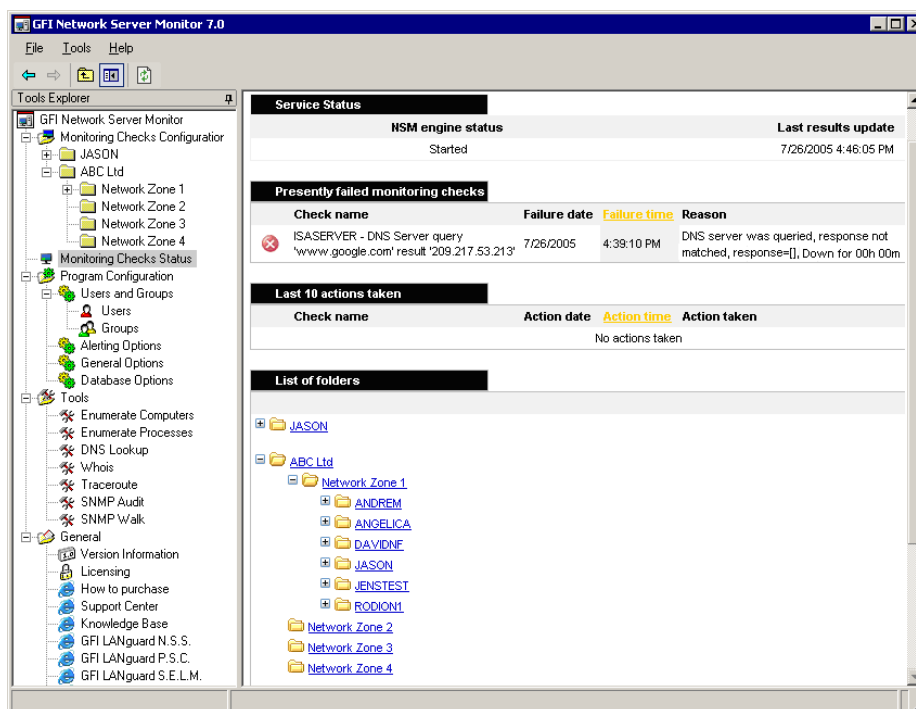 GFI Network Server Monitor 7.0
File Tools Help
Tools Explorer
GFI Network Server Monitor
Monitoring Checks Configuration
JASON
ABC Ltd
Network Zone 1
Network Zone 2
Network Zone 3
Network Zone 4
Monitoring Checks Status
Program Configuration
Users and Groups
Users
Groups
Alerting Options
General Options
Database Options
Tools
Enumerate Computers
Enumerate Processes
DNS Lookup
Whois
Traceroute
SNMP Audit
SNMP Walk
General
Version Information
Licensing
How to purchase
Support Center
Knowledge Base
GFI LANguard N.S.S.
GFI LANguard P.S.C.
GFI LANguard S.E.L.M.
Service Status
NSM engine status Last results update
Started 7/26/2005 4:46:05 PM
Presently failed monitoring checks
Check name Failure date Failure time Reason
ISASERVER - DNS Server query 'www.google.com' result '209.217.53.213' 7/26/2005 4:39:10 PM DNS server was queried, response not matched, response=[], Down for 00h 00m
Last 10 actions taken
Check name Action date Action time Action taken
No actions taken
List of folders
JASON
ABC Ltd
Network Zone 1
ANDREM
ANGELICA
DAVIDNF
JASON
JENSTEST
RODION1
Network Zone 2
Network Zone 3
Network Zone 4